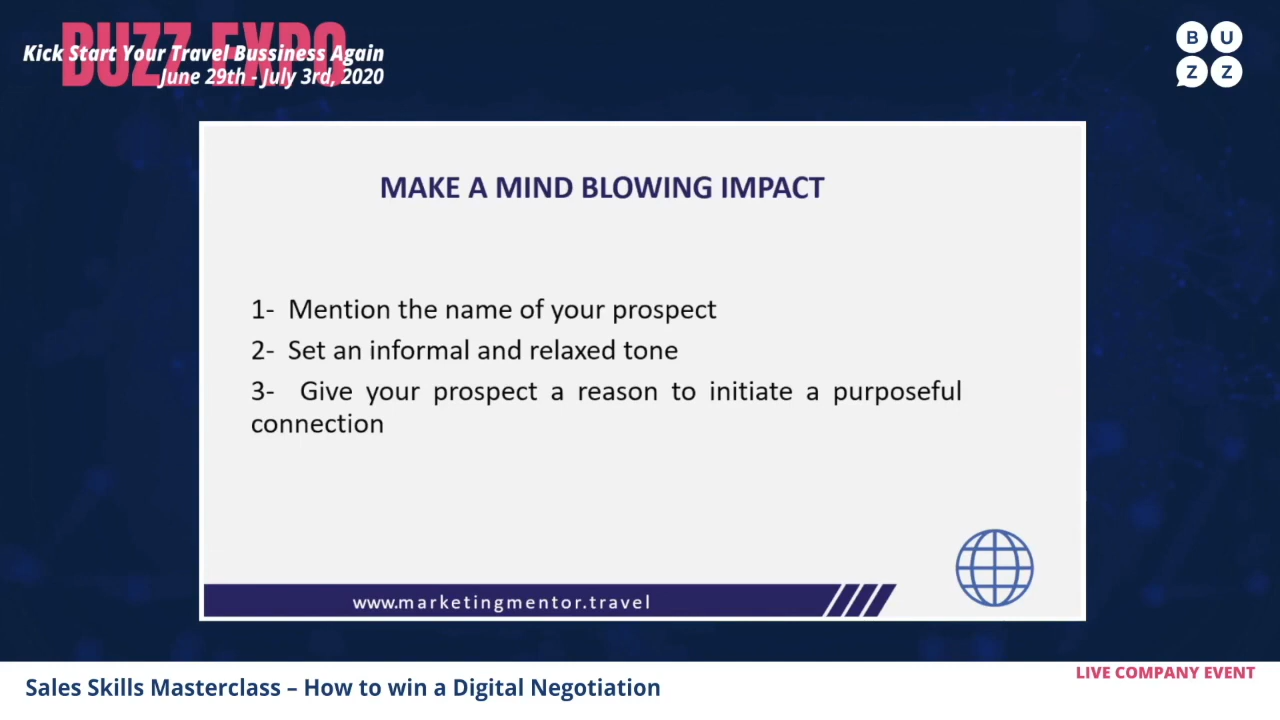 BUZZ EXPO
Kick Start Your Travel Bussiness Again
June 29th - July 3rd, 2020
B U
Z Z
MAKE A MIND BLOWING IMPACT
1- Mention the name of your prospect
2- Set an informal and relaxed tone
3- Give your prospect a reason to initiate a purposeful
connection
www.marketingmentor.travel
LIVE COMPANY EVENT
Sales Skills Masterclass – How to win a Digital Negotiation